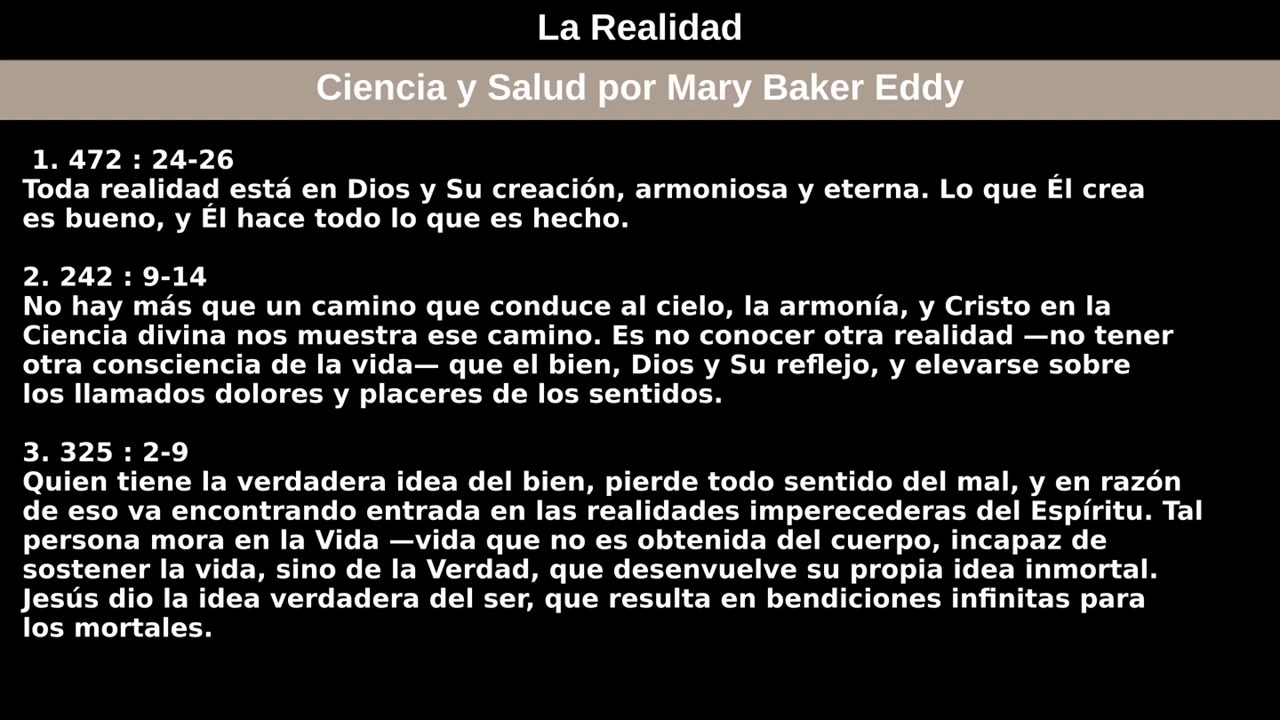 La Realidad
Ciencia y Salud por Mary Baker Eddy
1. 472 : 24-26
Toda realidad está en Dios y Su creación, armoniosa y eterna. Lo que Él crea
es bueno, y Él hace todo lo que es hecho.
2. 242 : 9-14
No hay más que un camino que conduce al cielo, la armonía, y Cristo en la
Ciencia divina nos muestra ese camino. Es no conocer otra realidad —no tener
otra consciencia de la vida— que el bien, Dios y Su reflejo, y elevarse sobre
los llamados dolores y placeres de los sentidos.
3. 325 : 2-9
Quien tiene la verdadera idea del bien, pierde todo sentido del mal, y en razón
de eso va encontrando entrada en las realidades imperecederas del Espíritu. Tal
persona mora en la Vida —vida que no es obtenida del cuerpo, incapaz de
sostener la vida, sino de la Verdad, que desenvuelve su propia idea inmortal.
Jesús dio la idea verdadera del ser, que resulta en bendiciones infinitas para
los mortales.